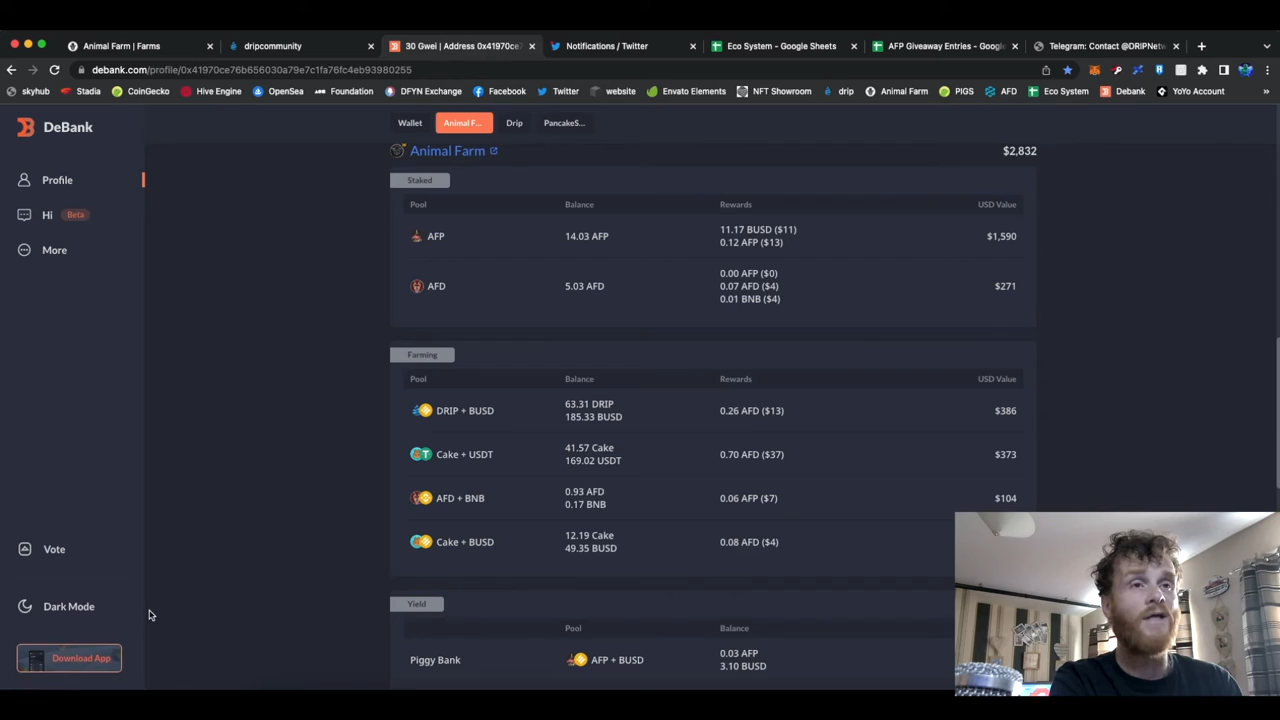 Animal Farm | Farms
dripcommunity
30 Gwei | Address 0x41970ce7
Notifications / Twitter
Eco System - Google Sheets
AFP Giveaway Entries - Google
Telegram: Contact @DRIPNetw
debank.com/profile/0x41970ce76b656030a79e7c1fa76fc4eb93980255
skyhub
Stadia
CoinGecko
Hive Engine
OpenSea
Foundation
DFYN Exchange
Facebook
Twitter
website
Envato Elements
NFT Showroom
drip
Animal Farm
PIGS
AFD
Eco System
Debank
YoYo Account
DeBank
Wallet
Animal F...
Drip
PancakeS...
Animal Farm
$2,832
Profile
Staked
Pool
Balance
Rewards
USD Value
Hi
Beta
AFP
14.03 AFP
11.17 BUSD ($11)
0.12 AFP ($13)
$1,590
More
AFD
5.03 AFD
0.00 AFP ($0)
0.07 AFD ($4)
0.01 BNB ($4)
$271
Farming
Pool
Balance
Rewards
USD Value
DRIP + BUSD
63.31 DRIP
185.33 BUSD
0.26 AFD ($13)
$386
Cake + USDT
41.57 Cake
169.02 USDT
0.70 AFD ($37)
$373
AFD + BNB
0.93 AFD
0.17 BNB
0.06 AFP ($7)
$104
Cake + BUSD
12.19 Cake
49.35 BUSD
0.08 AFD ($4)
Vote
Dark Mode
Download App
Yield
Pool
Balance
Piggy Bank
AFP + BUSD
0.03 AFP
3.10 BUSD